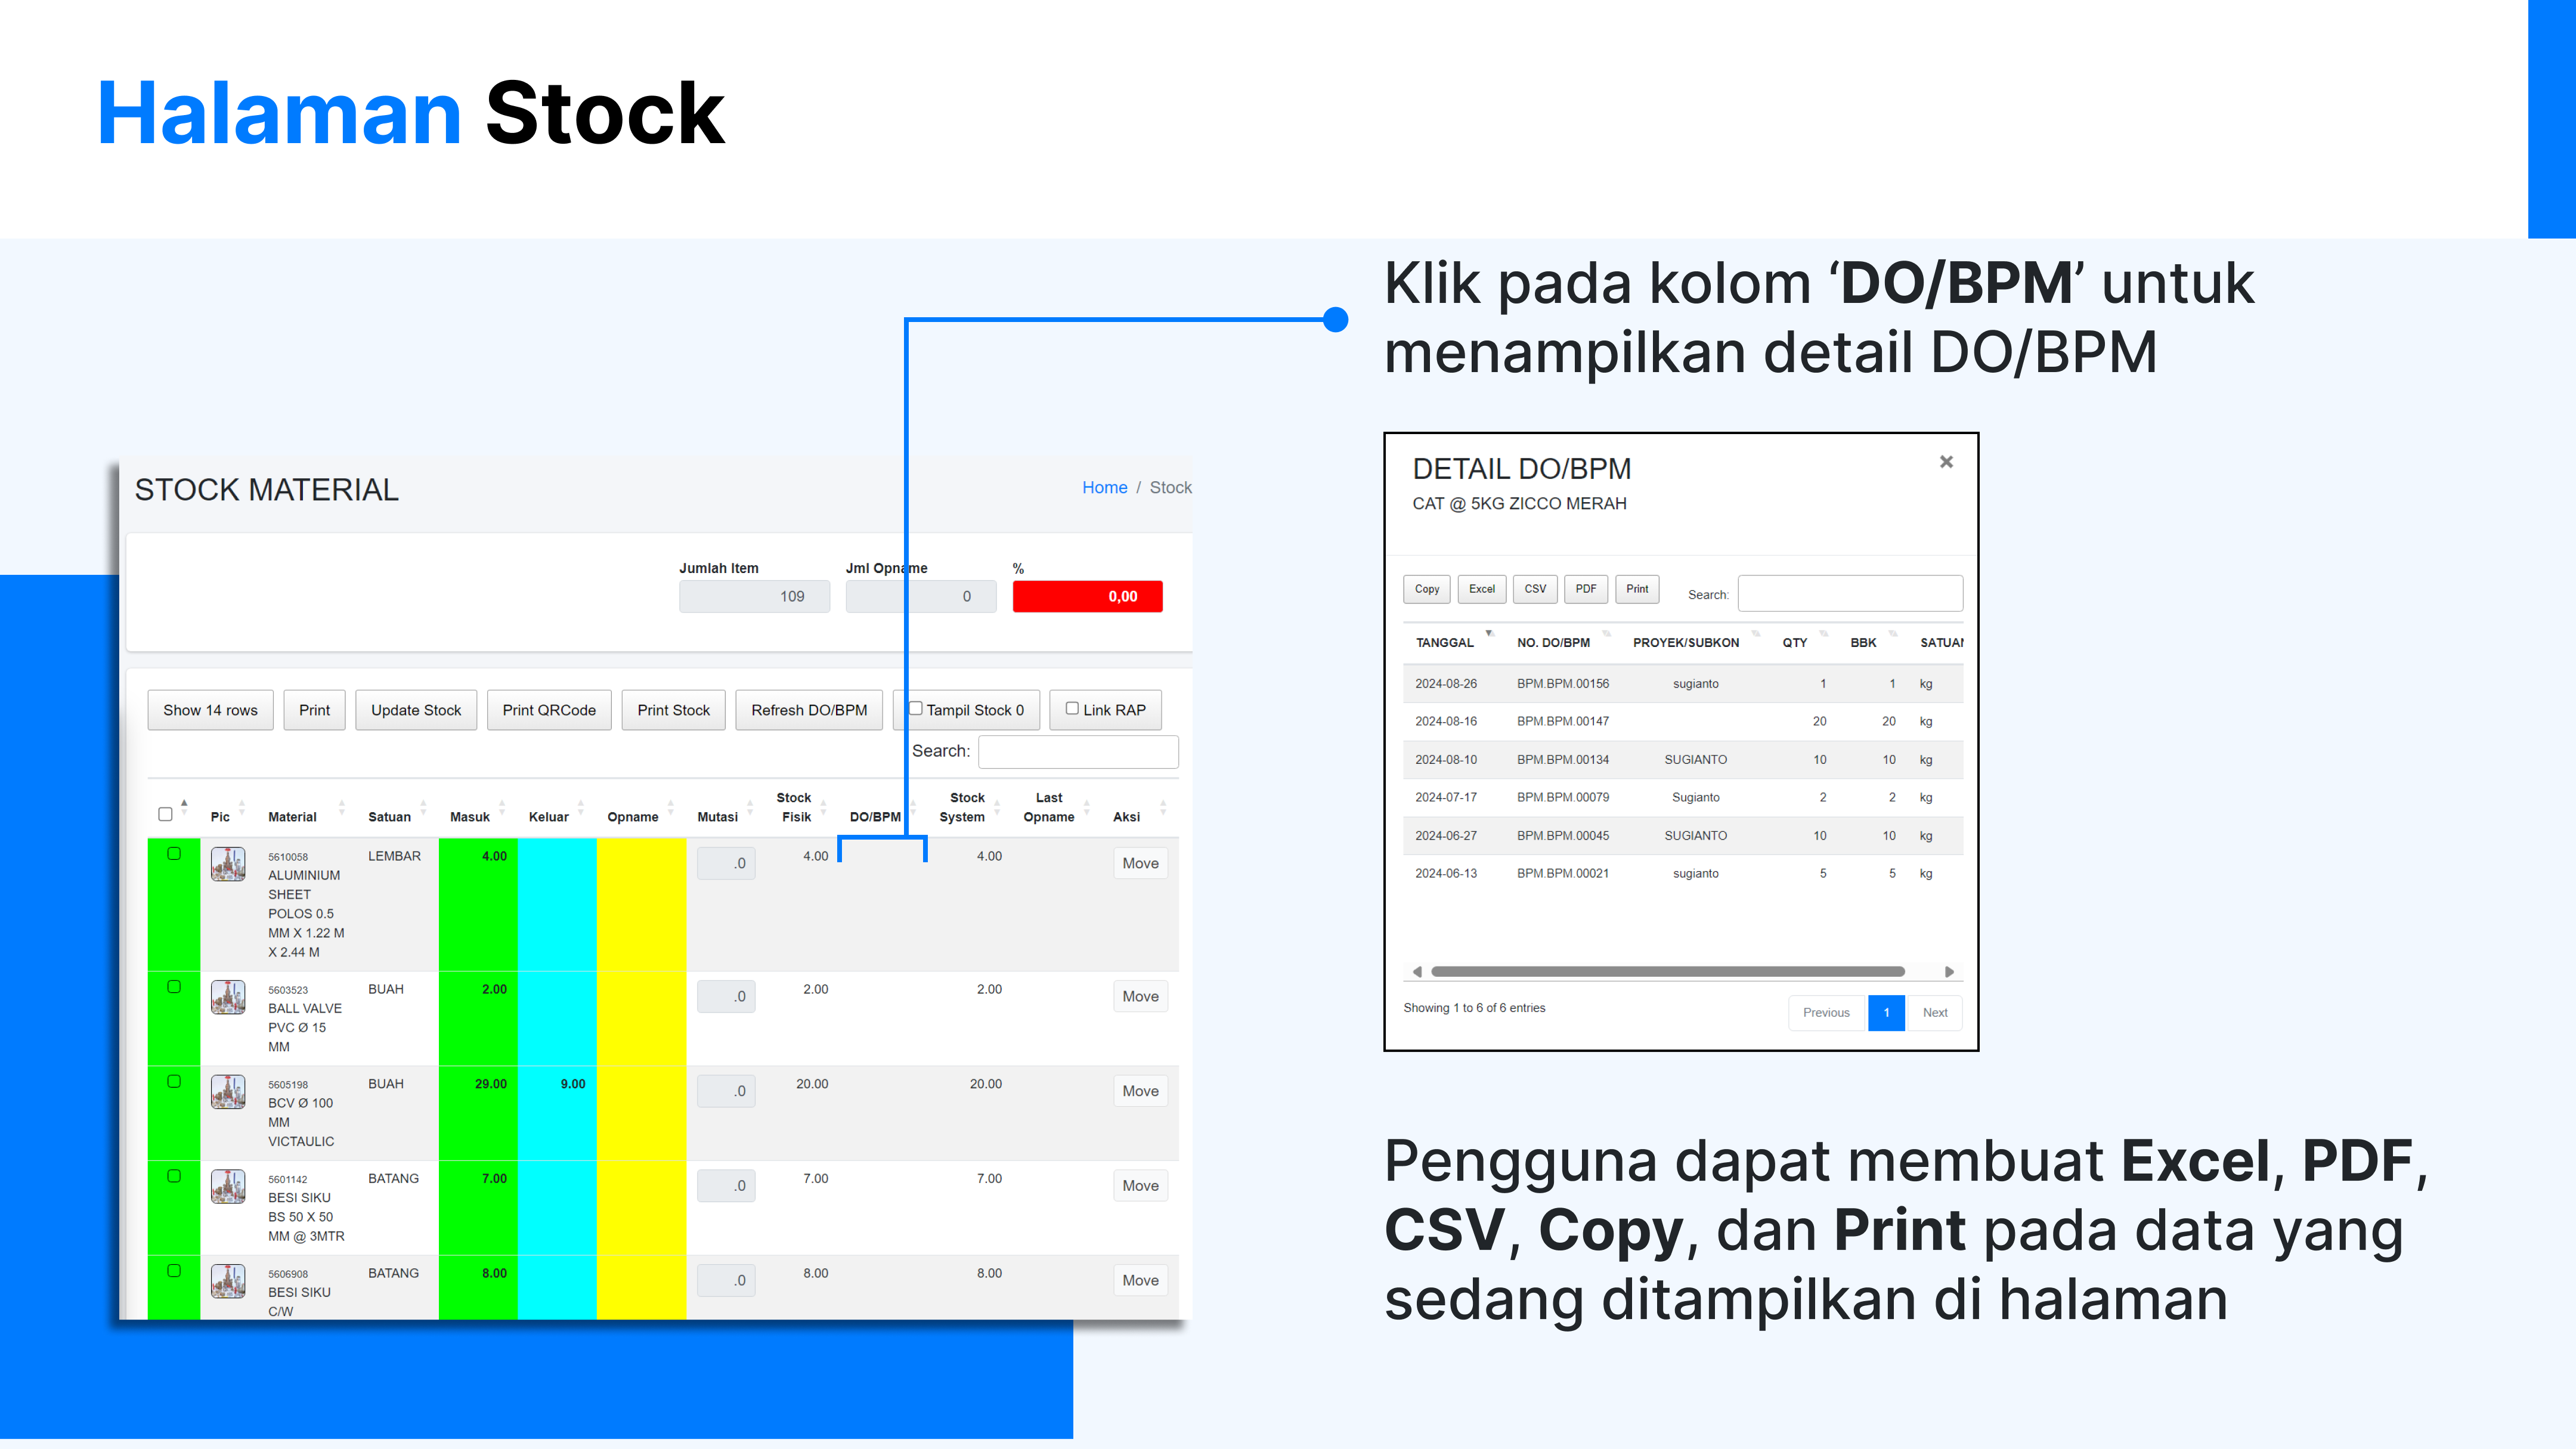 Halaman Stock
Klik pada kolom ‘DO/BPM’ untuk
menampilkan detail DO/BPM
STOCK MATERIAL
Home / Stock
Jumlah Item Jml Opname %
109 0 0,00
Show 14 rows Print Update Stock Print QRCode Print Stock Refresh DO/BPM Tampil Stock 0 Link RAP
Search:
Pic Material Satuan Masuk Keluar Opname Mutasi Stock Fisik DO/BPM Stock System Last Opname Aksi
5610058 LEMBAR 4.00 .0 4.00 4.00 Move
ALUMINIUM
SHEET
POLOS 0.5
MM X 1.22 M
X 2.44 M
5603523 BUAH 2.00 .0 2.00 2.00 Move
BALL VALVE
PVC Ø 15
MM
5605198 BUAH 29.00 9.00 .0 20.00 20.00 Move
BCV Ø 100
MM
VICTAULIC
5601142 BATANG 7.00 .0 7.00 7.00 Move
BESI SIKU
BS 50 X 50
MM @ 3MTR
5606908 BATANG 8.00 .0 8.00 8.00 Move
BESI SIKU
C/W
DETAIL DO/BPM ×
CAT @ 5KG ZICCO MERAH
Copy Excel CSV PDF Print Search:
TANGGAL NO. DO/BPM PROYEK/SUBKON QTY BBK SATUAN
2024-08-26 BPM.BPM.00156 sugianto 1 1 kg
2024-08-16 BPM.BPM.00147 20 20 kg
2024-08-10 BPM.BPM.00134 SUGIANTO 10 10 kg
2024-07-17 BPM.BPM.00079 Sugianto 2 2 kg
2024-06-27 BPM.BPM.00045 SUGIANTO 10 10 kg
2024-06-13 BPM.BPM.00021 sugianto 5 5 kg
Showing 1 to 6 of 6 entries Previous 1 Next
Pengguna dapat membuat Excel, PDF,
CSV, Copy, dan Print pada data yang
sedang ditampilkan di halaman